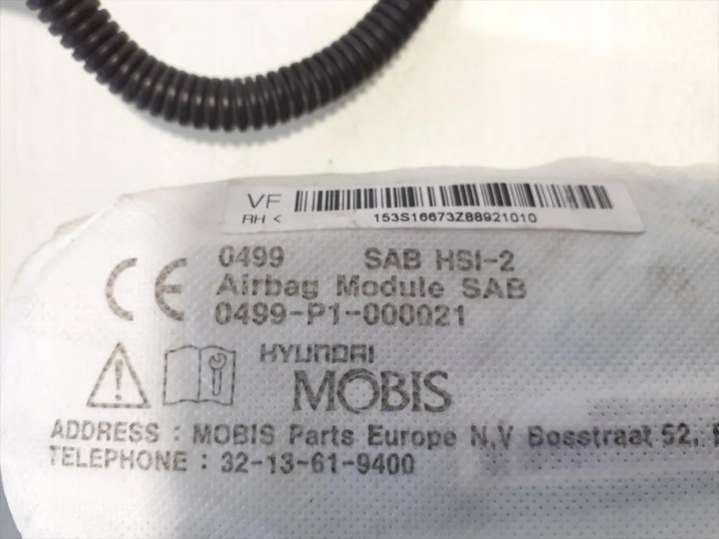 VF
RH < 153S16673Z88921010
CE 0499 SAB HSI-2
Airbag Module SAB
0499-P1-000021
HYUNDAI
MOBIS
ADDRESS : MOBIS Parts Europe N.V Bosstraat 52,
TELEPHONE : 32-13-61-9400